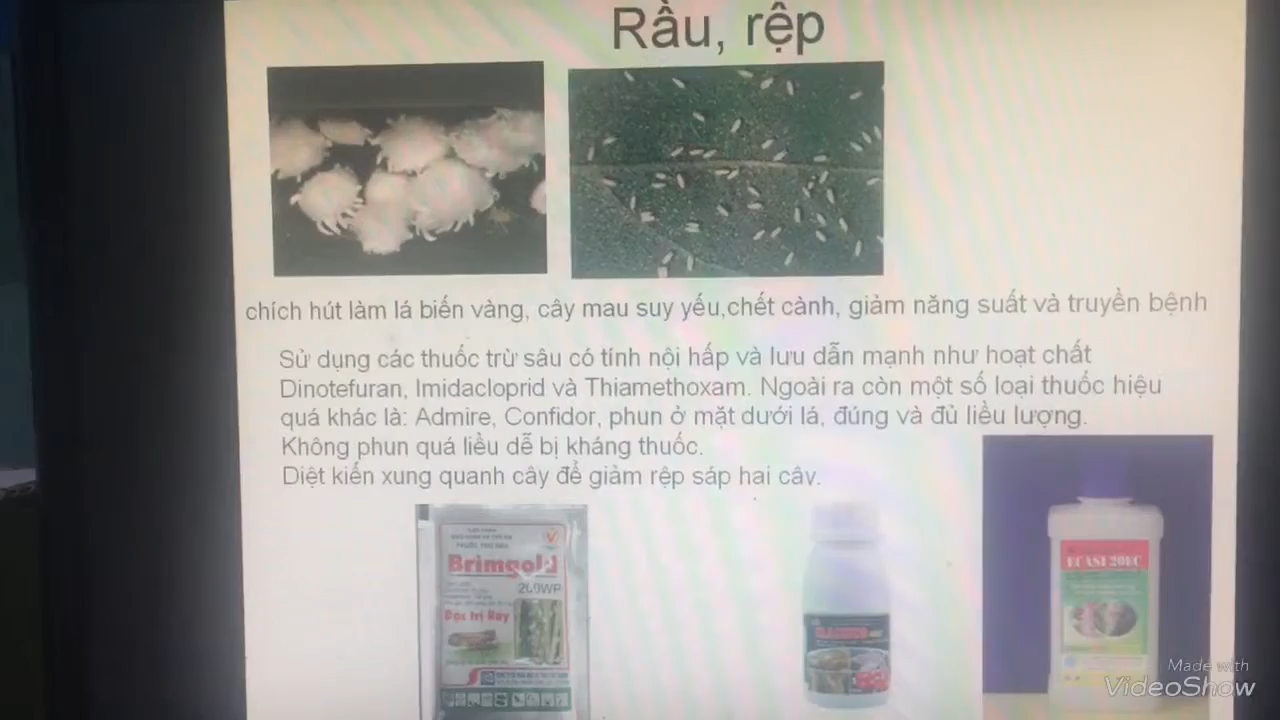 Rầu, rệp
chích hút làm lá biến vàng, cây mau suy yếu,chết cành, giảm năng suất và truyền bệnh
Sử dụng các thuốc trừ sâu có tính nội hấp và lưu dẫn mạnh như hoạt chất
Dinotefuran, Imidacloprid và Thiamethoxam. Ngoài ra còn một số loại thuốc hiệu
quá khác là: Admire, Confidor, phun ở mặt dưới lá, đúng và đủ liều lượng.
Không phun quá liều dễ bị kháng thuốc.
Diệt kiến xung quanh cây để giảm rệp sáp hại cây.
Brimgold
200WP
Đặc trị Rầy
Made with
VideoShow